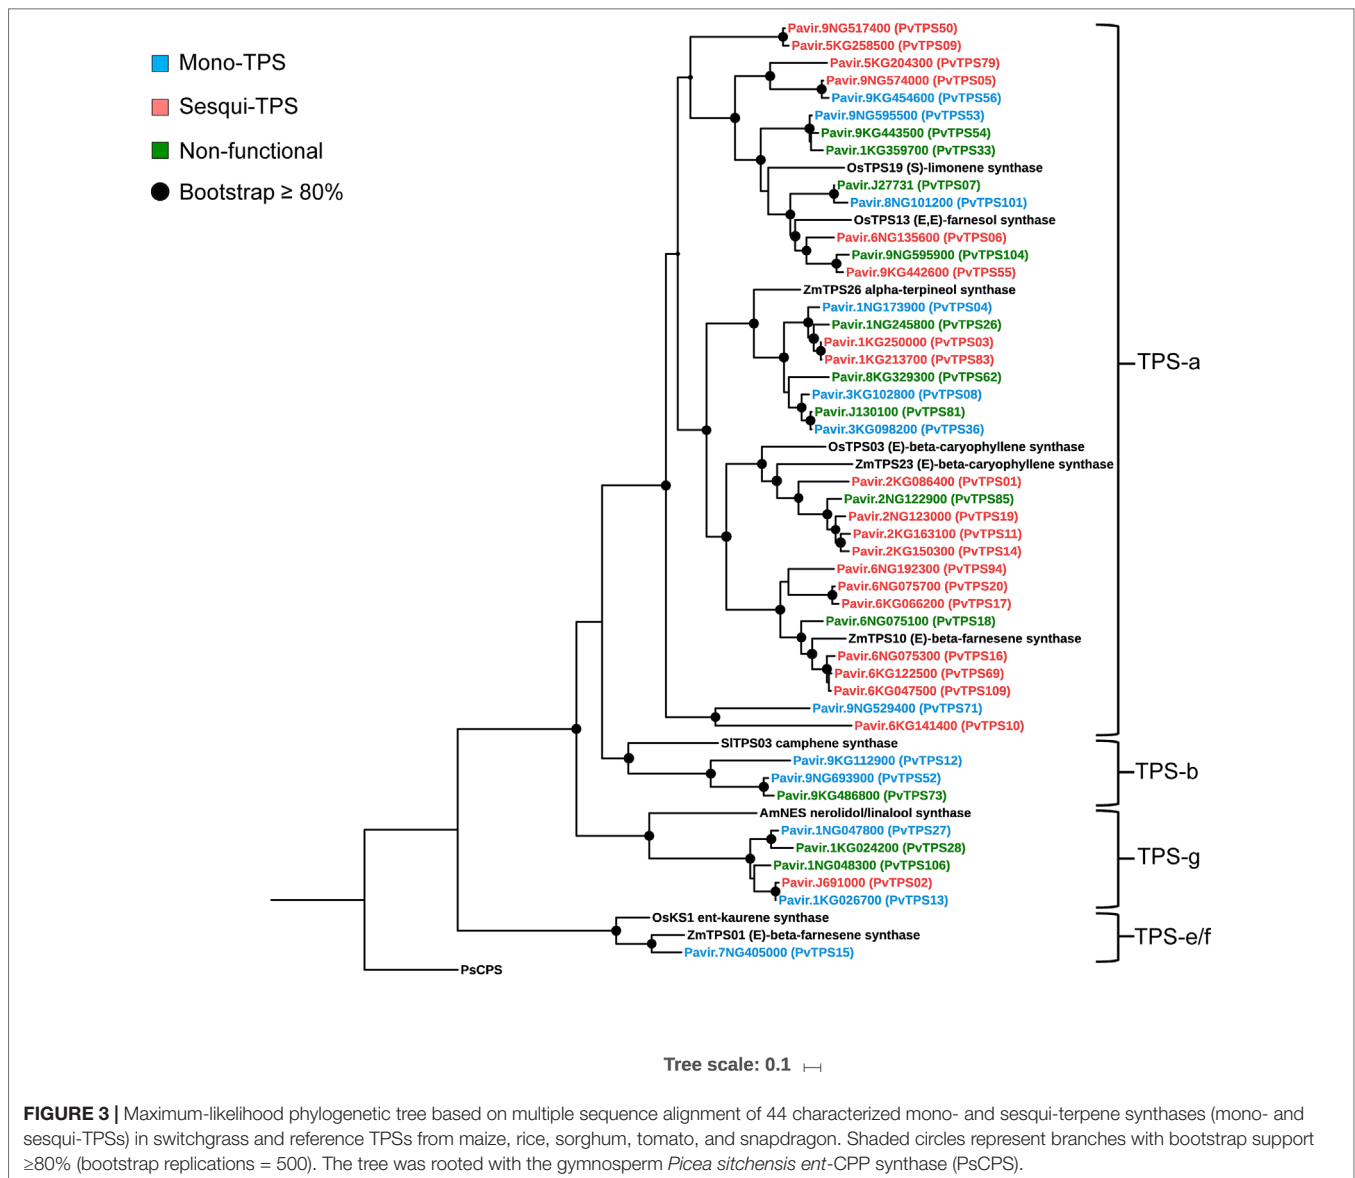 Mono-TPS
Sesqui-TPS
Non-functional
Bootstrap ≥ 80%
Pavir.9NG517400 (PvTPS50)
Pavir.5KG258500 (PvTPS09)
Pavir.5KG204300 (PvTPS79)
Pavir.9NG574000 (PvTPS05)
Pavir.9KG454600 (PvTPS56)
Pavir.9NG595500 (PvTPS53)
Pavir.9KG443500 (PvTPS54)
Pavir.1KG359700 (PvTPS33)
OsTPS19 (S)-limonene synthase
Pavir.J27731 (PvTPS07)
Pavir.8NG101200 (PvTPS101)
OsTPS13 (E,E)-farnesol synthase
Pavir.6NG135600 (PvTPS06)
Pavir.9NG595900 (PvTPS104)
Pavir.9KG442600 (PvTPS55)
ZmTPS26 alpha-terpineol synthase
Pavir.1NG173900 (PvTPS04)
Pavir.1NG245800 (PvTPS26)
Pavir.1KG250000 (PvTPS03)
Pavir.1KG213700 (PvTPS83)
Pavir.8KG329300 (PvTPS62)
Pavir.3KG102800 (PvTPS08)
Pavir.J130100 (PvTPS81)
Pavir.3KG098200 (PvTPS36)
OsTPS03 (E)-beta-caryophyllene synthase
ZmTPS23 (E)-beta-caryophyllene synthase
Pavir.2KG086400 (PvTPS01)
Pavir.2NG122900 (PvTPS85)
Pavir.2NG123000 (PvTPS19)
Pavir.2KG163100 (PvTPS11)
Pavir.2KG150300 (PvTPS14)
Pavir.6NG192300 (PvTPS94)
Pavir.6NG075700 (PvTPS20)
Pavir.6KG066200 (PvTPS17)
Pavir.6NG075100 (PvTPS18)
ZmTPS10 (E)-beta-farnesene synthase
Pavir.6NG075300 (PvTPS16)
Pavir.6KG122500 (PvTPS69)
Pavir.6KG047500 (PvTPS109)
Pavir.9NG529400 (PvTPS71)
Pavir.6KG141400 (PvTPS10)
TPS-a
SlTPS03 camphene synthase
Pavir.9KG112900 (PvTPS12)
Pavir.9NG693900 (PvTPS52)
Pavir.9KG486800 (PvTPS73)
TPS-b
AmNES nerolidol/linalool synthase
Pavir.1NG047800 (PvTPS27)
Pavir.1KG024200 (PvTPS28)
Pavir.1NG048300 (PvTPS106)
Pavir.J691000 (PvTPS02)
Pavir.1KG026700 (PvTPS13)
TPS-g
OsKS1 ent-kaurene synthase
ZmTPS01 (E)-beta-farnesene synthase
Pavir.7NG405000 (PvTPS15)
TPS-e/f
PsCPS
Tree scale: 0.1
FIGURE 3 | Maximum-likelihood phylogenetic tree based on multiple sequence alignment of 44 characterized mono- and sesqui-terpene synthases (mono- and
sesqui-TPSs) in switchgrass and reference TPSs from maize, rice, sorghum, tomato, and snapdragon. Shaded circles represent branches with bootstrap support
≥80% (bootstrap replications = 500). The tree was rooted with the gymnosperm Picea sitchensis ent-CPP synthase (PsCPS).